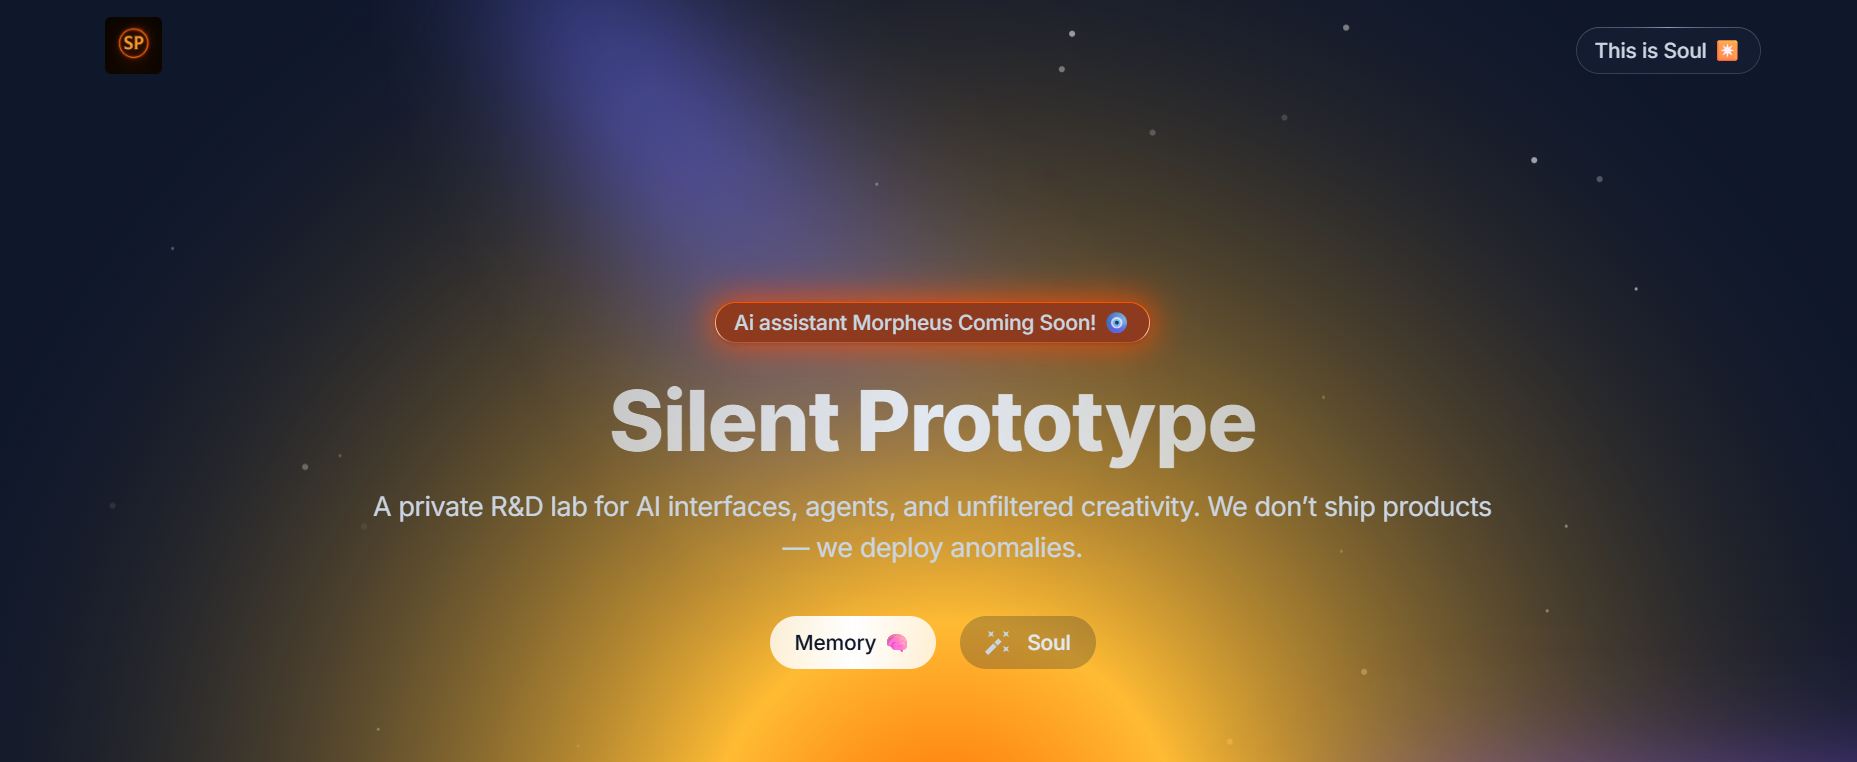 SP
This is Soul
Ai assistant Morpheus Coming Soon!
Silent Prototype
A private R&D lab for AI interfaces, agents, and unfiltered creativity. We don’t ship products
— we deploy anomalies.
Memory
Soul